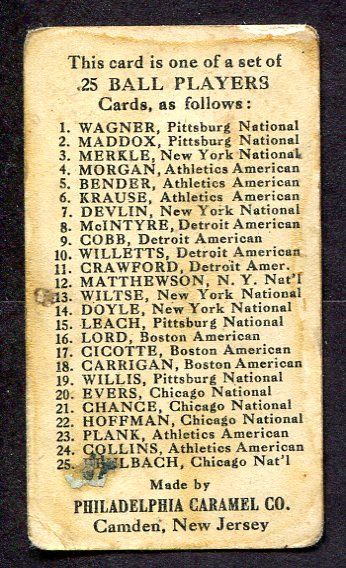 This card is one of a set of
25 BALL PLAYERS
Cards, as follows:
1. WAGNER, Pittsburg National
2. MADDOX, Pittsburg National
3. MERKLE, New York National
4. MORGAN, Athletics American
5. BENDER, Athletics American
6. KRAUSE, Athletics American
7. DEVLIN, New York National
8. McINTYRE, Detroit American
9. COBB, Detroit American
10. WILLETTS, Detroit American
11. CRAWFORD, Detroit Amer.
12. MATTHEWSON, N. Y. Nat'l
13. WILTSE, New York National
14. DOYLE, New York National
15. LEACH, Pittsburg National
16. LORD, Boston American
17. CICOTTE, Boston American
18. CARRIGAN, Boston American
19. WILLIS, Pittsburg National
20. EVERS, Chicago National
21. CHANCE, Chicago National
22. HOFFMAN, Chicago National
23. PLANK, Athletics American
24. COLLINS, Athletics American
25. Chicago Nat'l
Made by
PHILADELPHIA CARAMEL CO.
Camden, New Jersey